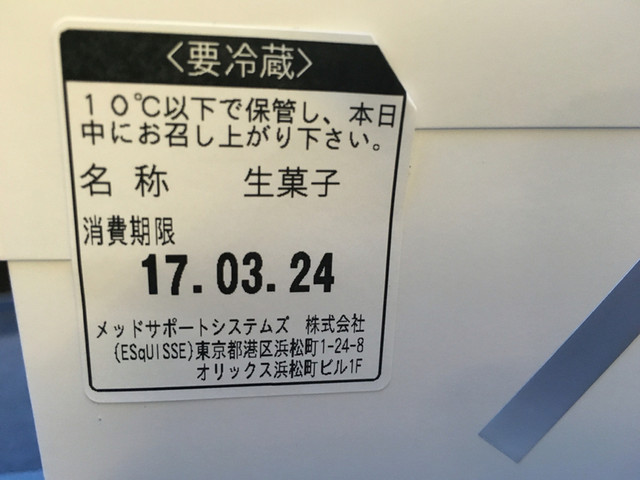 〈要冷蔵〉
10℃以下で保管し、本日
中にお召し上がり下さい。
名 称 生菓子
消費期限
17.03.24
メッドサポートシステムズ 株式会社
{ESqUISSE}東京都港区浜松町1-24-8
オリックス浜松町ビル1F